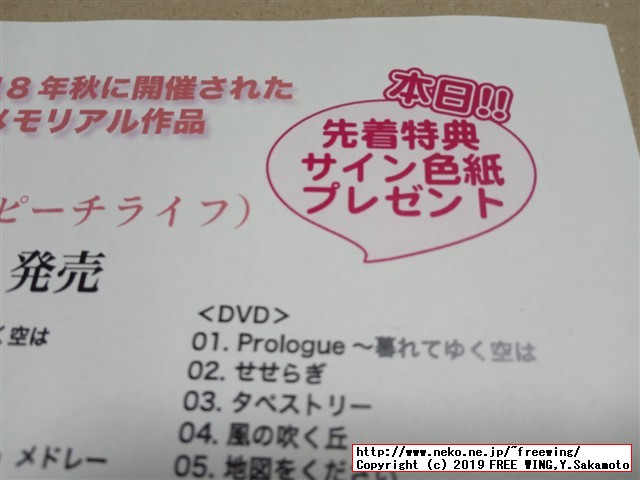 18年秋に開催された
メモリアル作品
本日!!
先着特典
サイン色紙
プレゼント
ピーチライフ）
発売
く空は
<DVD>
01. Prologue ～暮れてゆく空は
02. せせらぎ
03. タペストリー
04. 風の吹く丘
メドレー
05. 地図をください
http://www.neko.ne.jp/~freewing/
Copyright (c) 2019 FREE WING,Y.Sakamoto